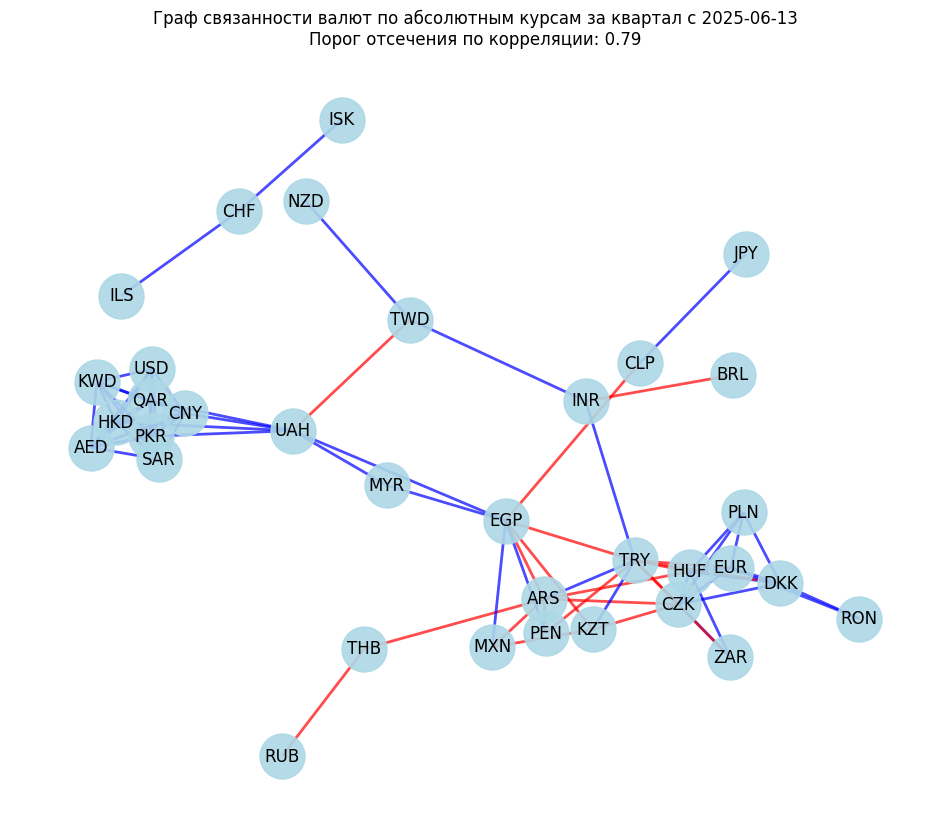 Граф связанности валют по абсолютным курсам за квартал с 2025-06-13
Порог отсечения по корреляции: 0.79
ISK
NZD
CHF
JPY
ILS
TWD
CLP
USD
BRL
KWD
QAR
INR
CNY
HKD
UAH
PKR
AED
SAR
MYR
PLN
EGP
TRY
EUR
HUF
DKK
ARS
CZK
RON
KZT
PEN
MXN
THB
ZAR
RUB